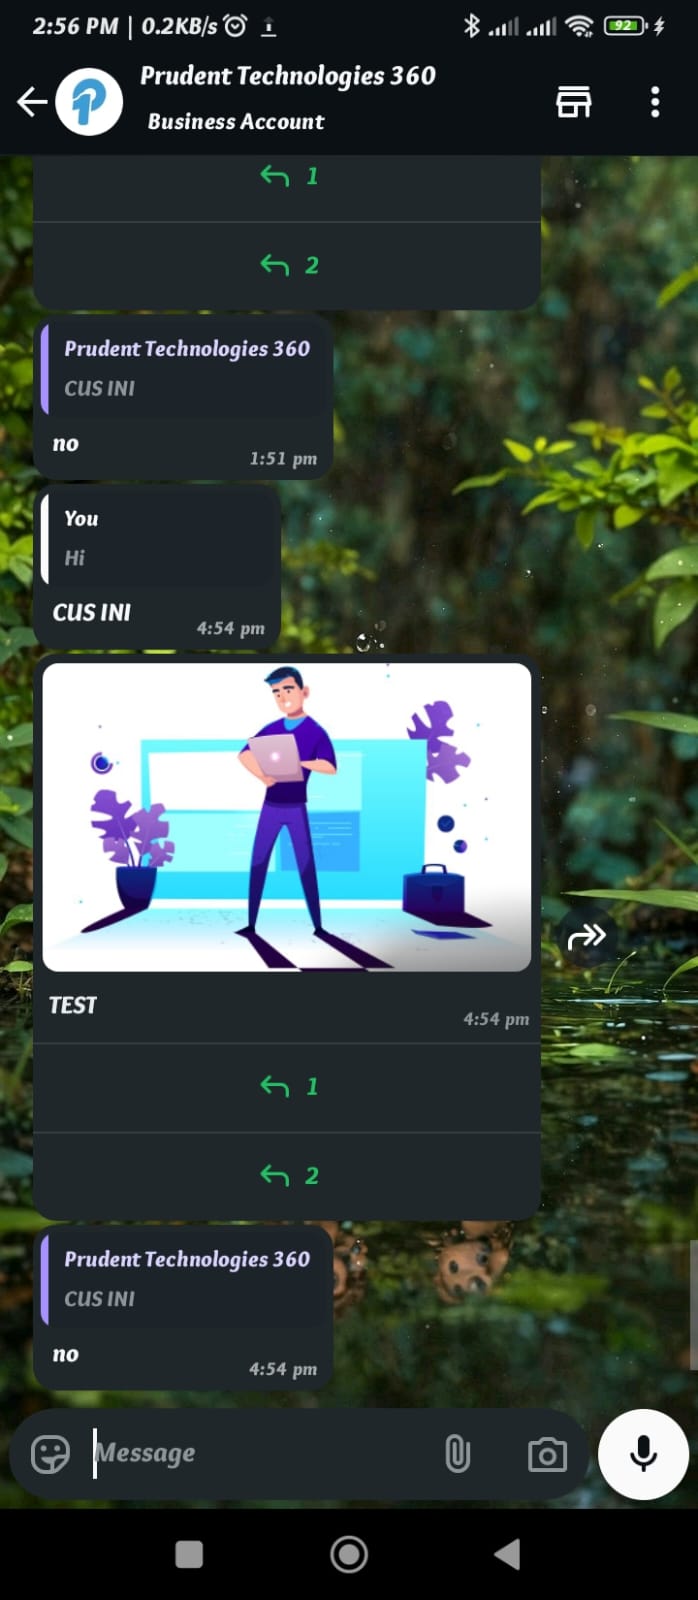 2:56 PM | 0.2KB/s
92
Prudent Technologies 360
Business Account
1
2
Prudent Technologies 360
CUS INI
no
1:51 pm
You
Hi
CUS INI
4:54 pm
TEST
4:54 pm
1
2
Prudent Technologies 360
CUS INI
no
4:54 pm
Message